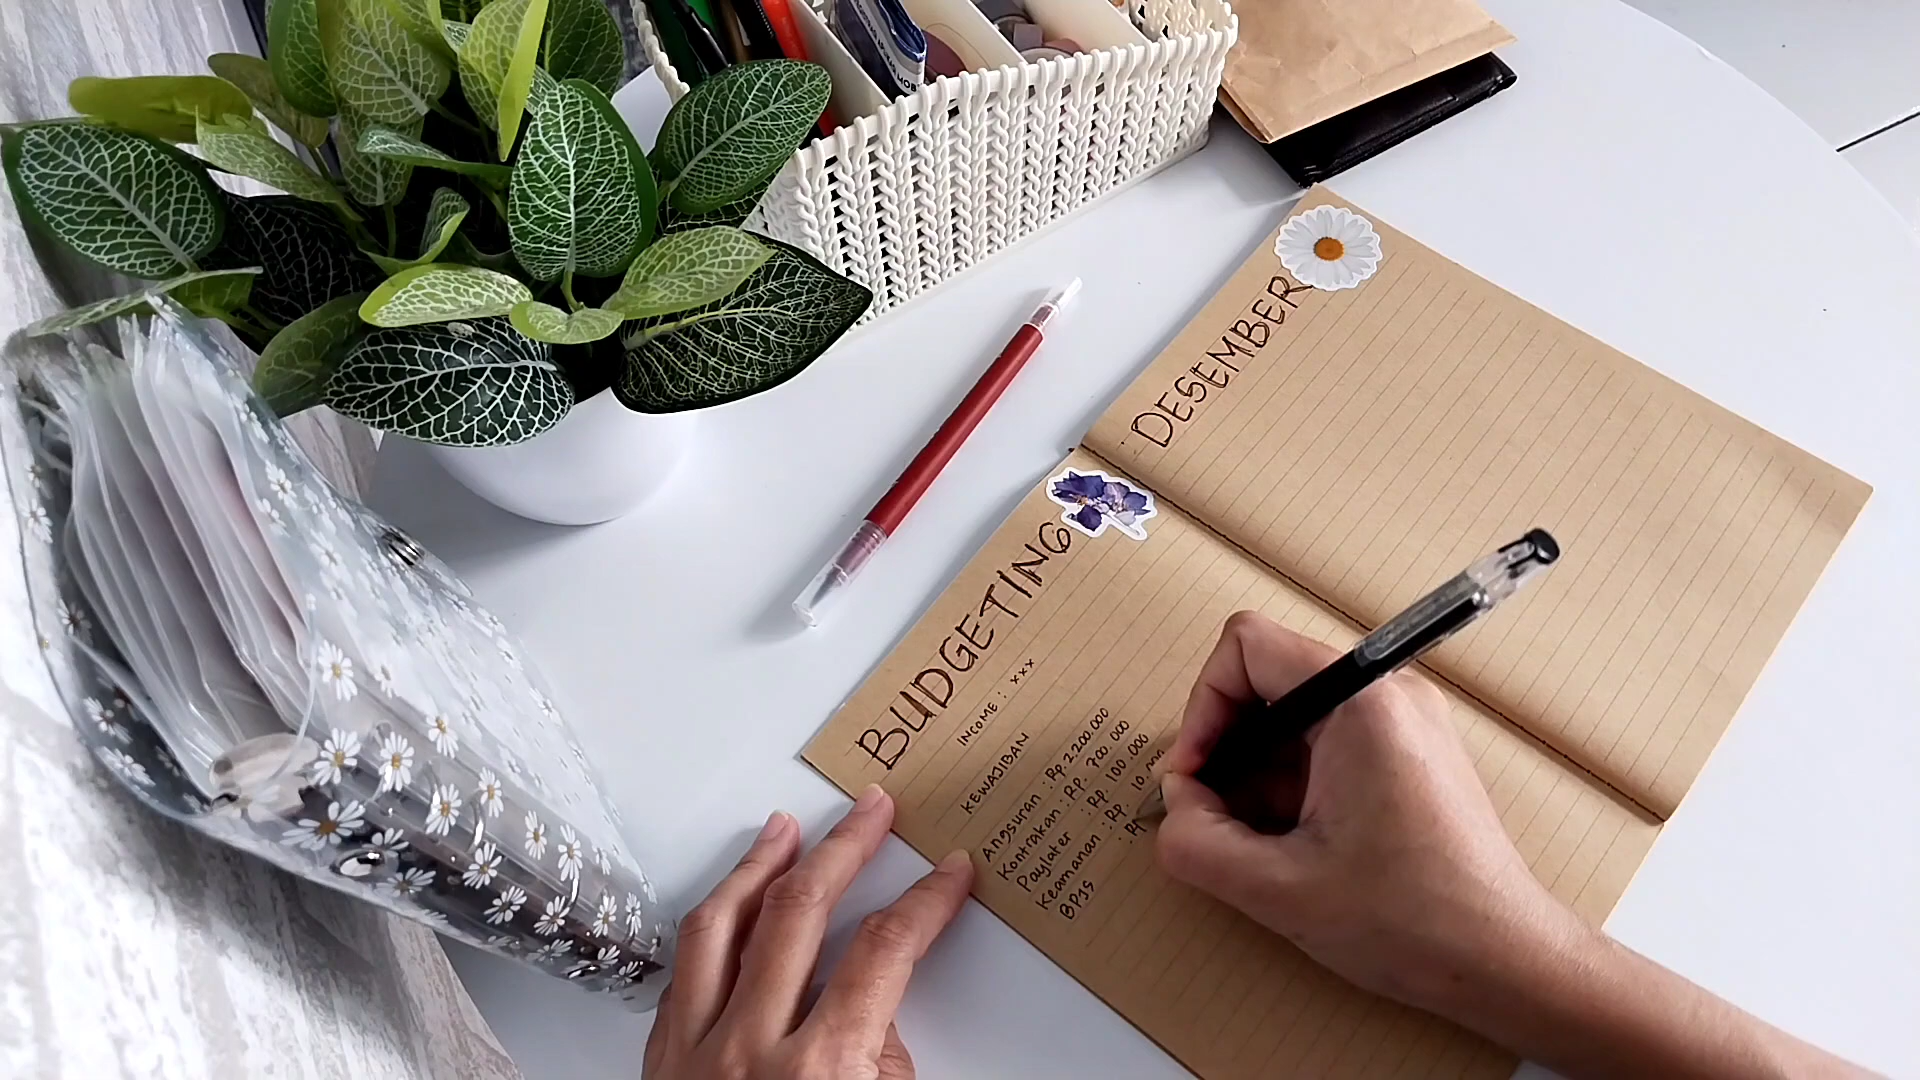 DESEMBER
BUDGETING
INCOME : xxx
KEWAJIBAN
Angsuran : Rp. 2.200.000
Kontrakan : Rp. 700.000
Paylater : Rp. 100.000
Keamanan : Rp. 10.000
BPJS : Rp